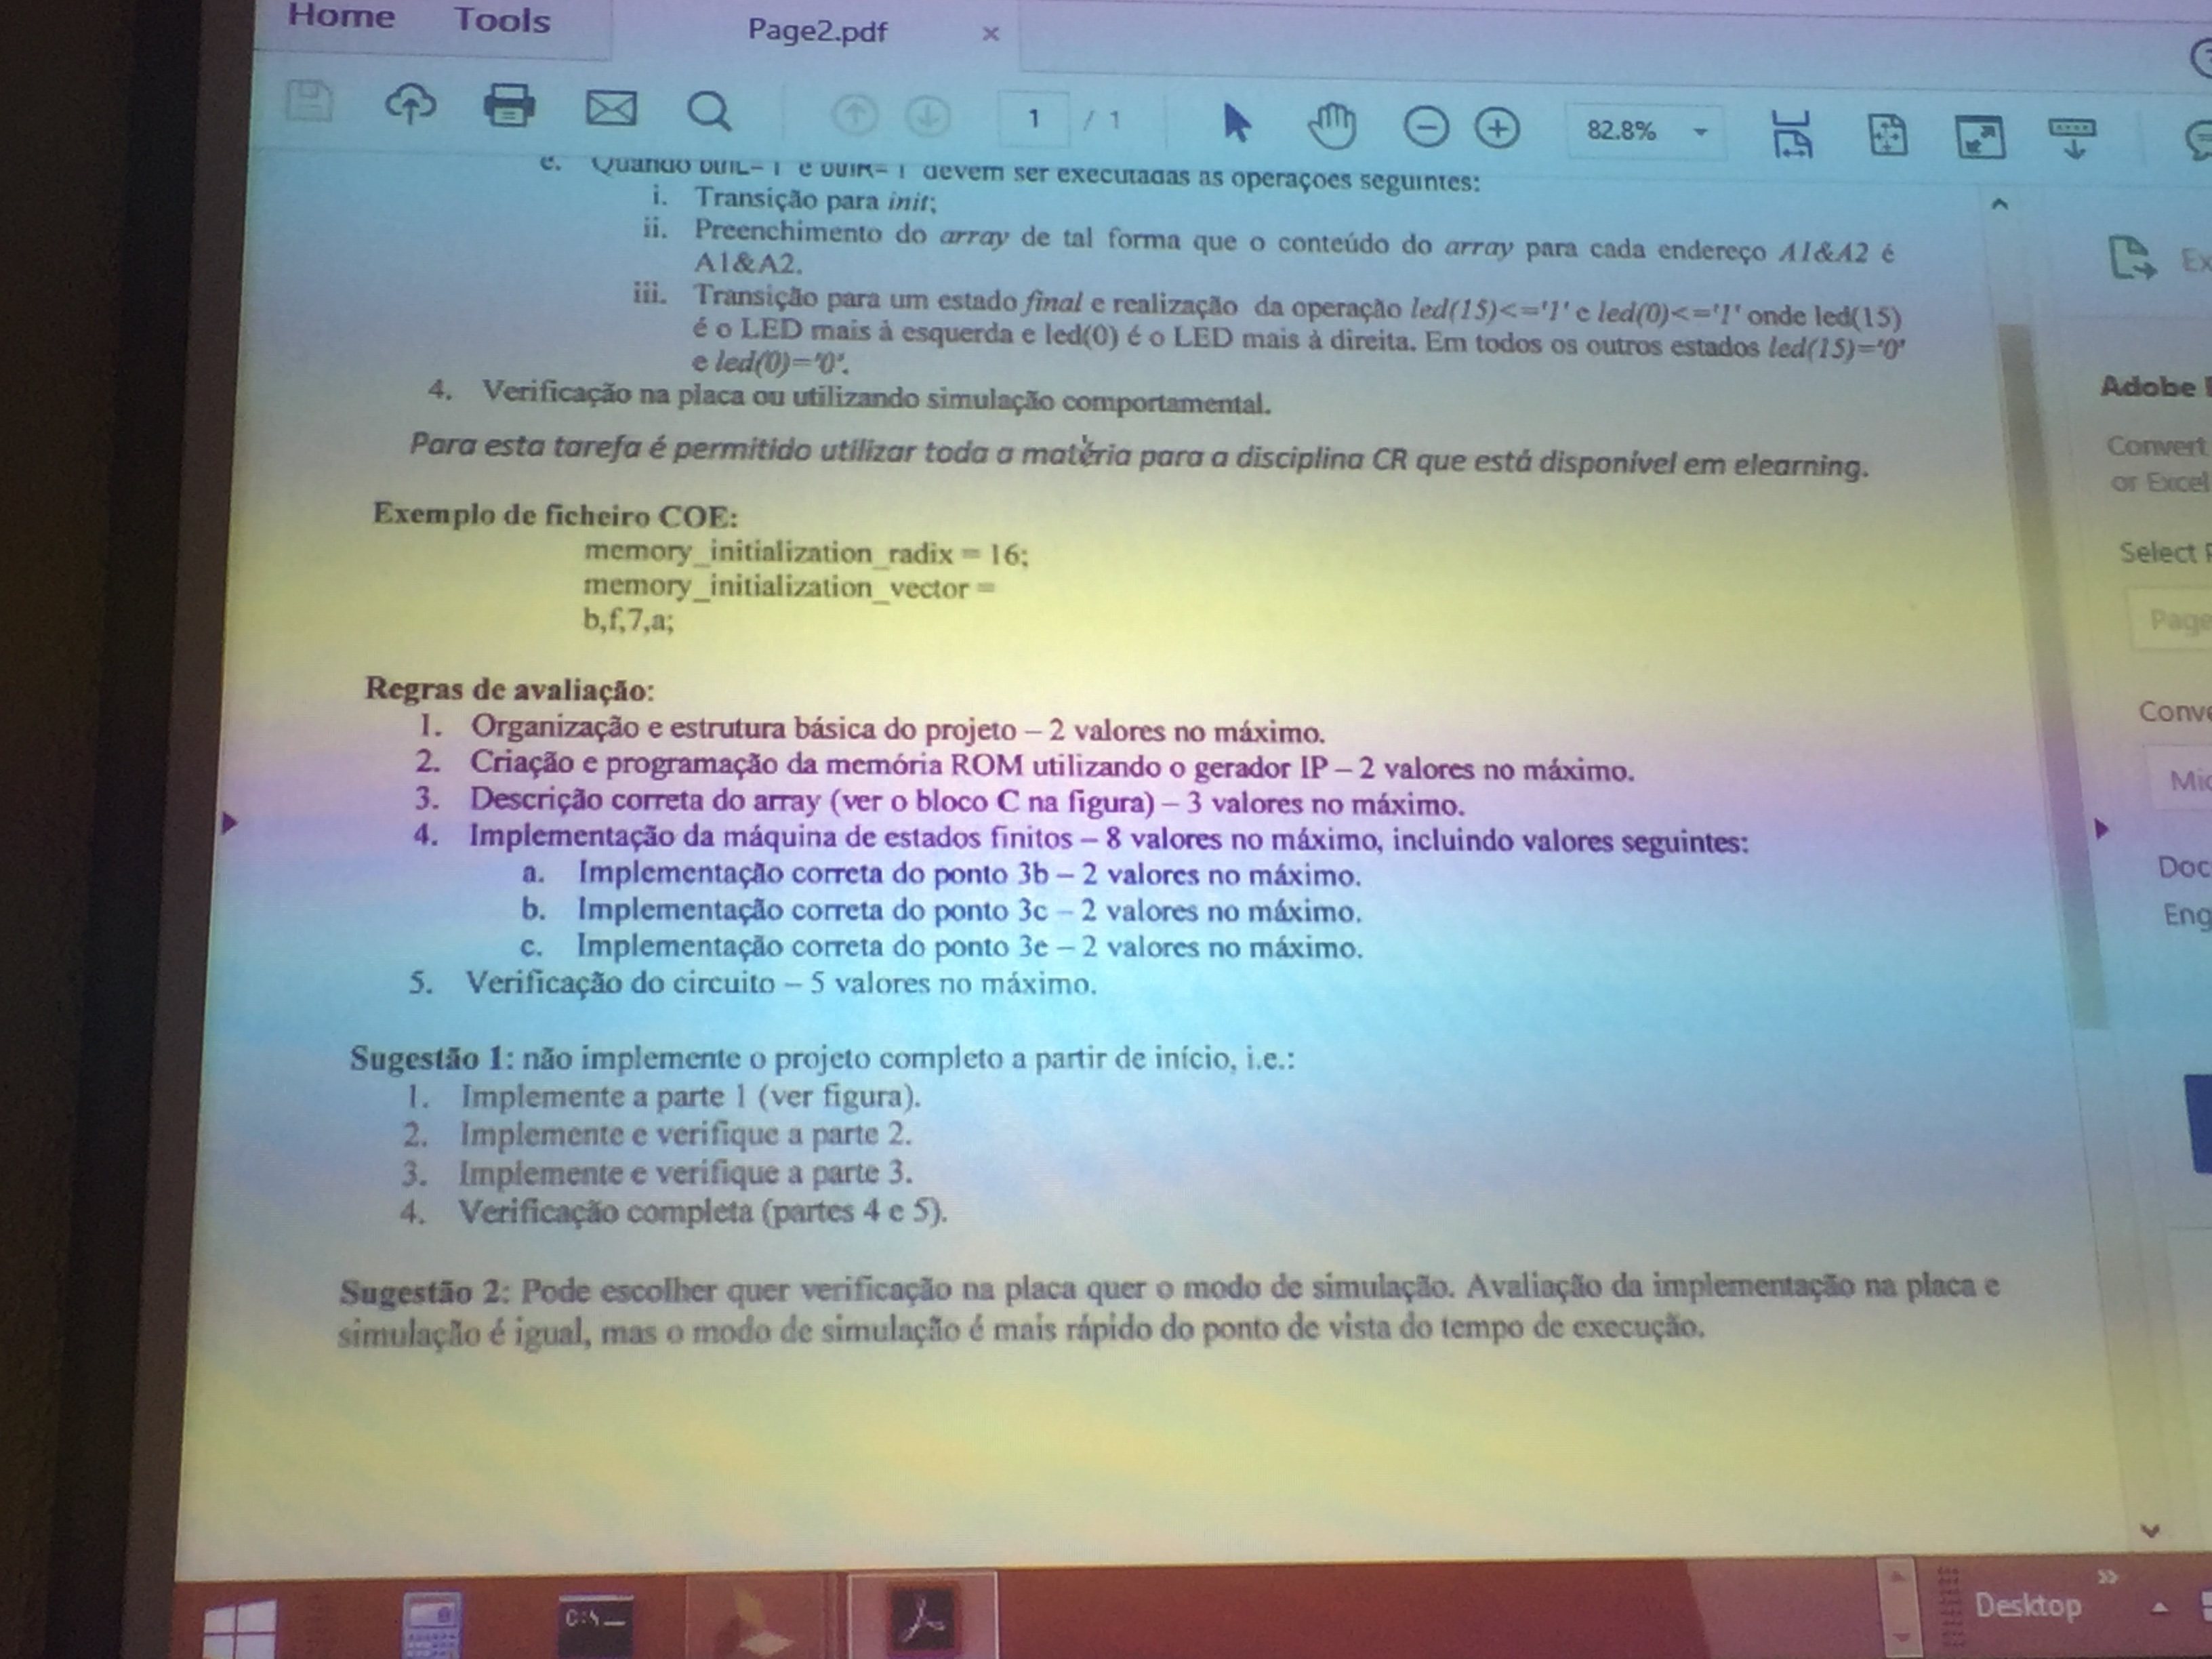 Home Tools Page2.pdf ×
1 / 1 82.8%
e. Quando btnL='1' e btnR='1' devem ser executadas as operações seguintes:
i. Transição para init;
ii. Preenchimento do array de tal forma que o conteúdo do array para cada endereço A1&A2 é
A1&A2.
iii. Transição para um estado final e realização da operação led(15)<='1' e led(0)<='1' onde led(15)
é o LED mais à esquerda e led(0) é o LED mais à direita. Em todos os outros estados led(15)='0'
e led(0)='0'.
4. Verificação na placa ou utilizando simulação comportamental.
Para esta tarefa é permitido utilizar toda a matéria para a disciplina CR que está disponível em elearning.
Exemplo de ficheiro COE:
memory_initialization_radix = 16;
memory_initialization_vector =
b,f,7,a;
Regras de avaliação:
1. Organização e estrutura básica do projeto – 2 valores no máximo.
2. Criação e programação da memória ROM utilizando o gerador IP – 2 valores no máximo.
3. Descrição correta do array (ver o bloco C na figura) – 3 valores no máximo.
4. Implementação da máquina de estados finitos – 8 valores no máximo, incluindo valores seguintes:
a. Implementação correta do ponto 3b – 2 valores no máximo.
b. Implementação correta do ponto 3c – 2 valores no máximo.
c. Implementação correta do ponto 3e – 2 valores no máximo.
5. Verificação do circuito – 5 valores no máximo.
Sugestão 1: não implemente o projeto completo a partir de início, i.e.:
1. Implemente a parte 1 (ver figura).
2. Implemente e verifique a parte 2.
3. Implemente e verifique a parte 3.
4. Verificação completa (partes 4 e 5).
Sugestão 2: Pode escolher quer verificação na placa quer o modo de simulação. Avaliação da implementação na placa e
simulação é igual, mas o modo de simulação é mais rápido do ponto de vista do tempo de execução.
Ex
Adobe
Convert
or Excel
Select
Page
Conve
Mic
Doc
Eng
C:\_
Desktop